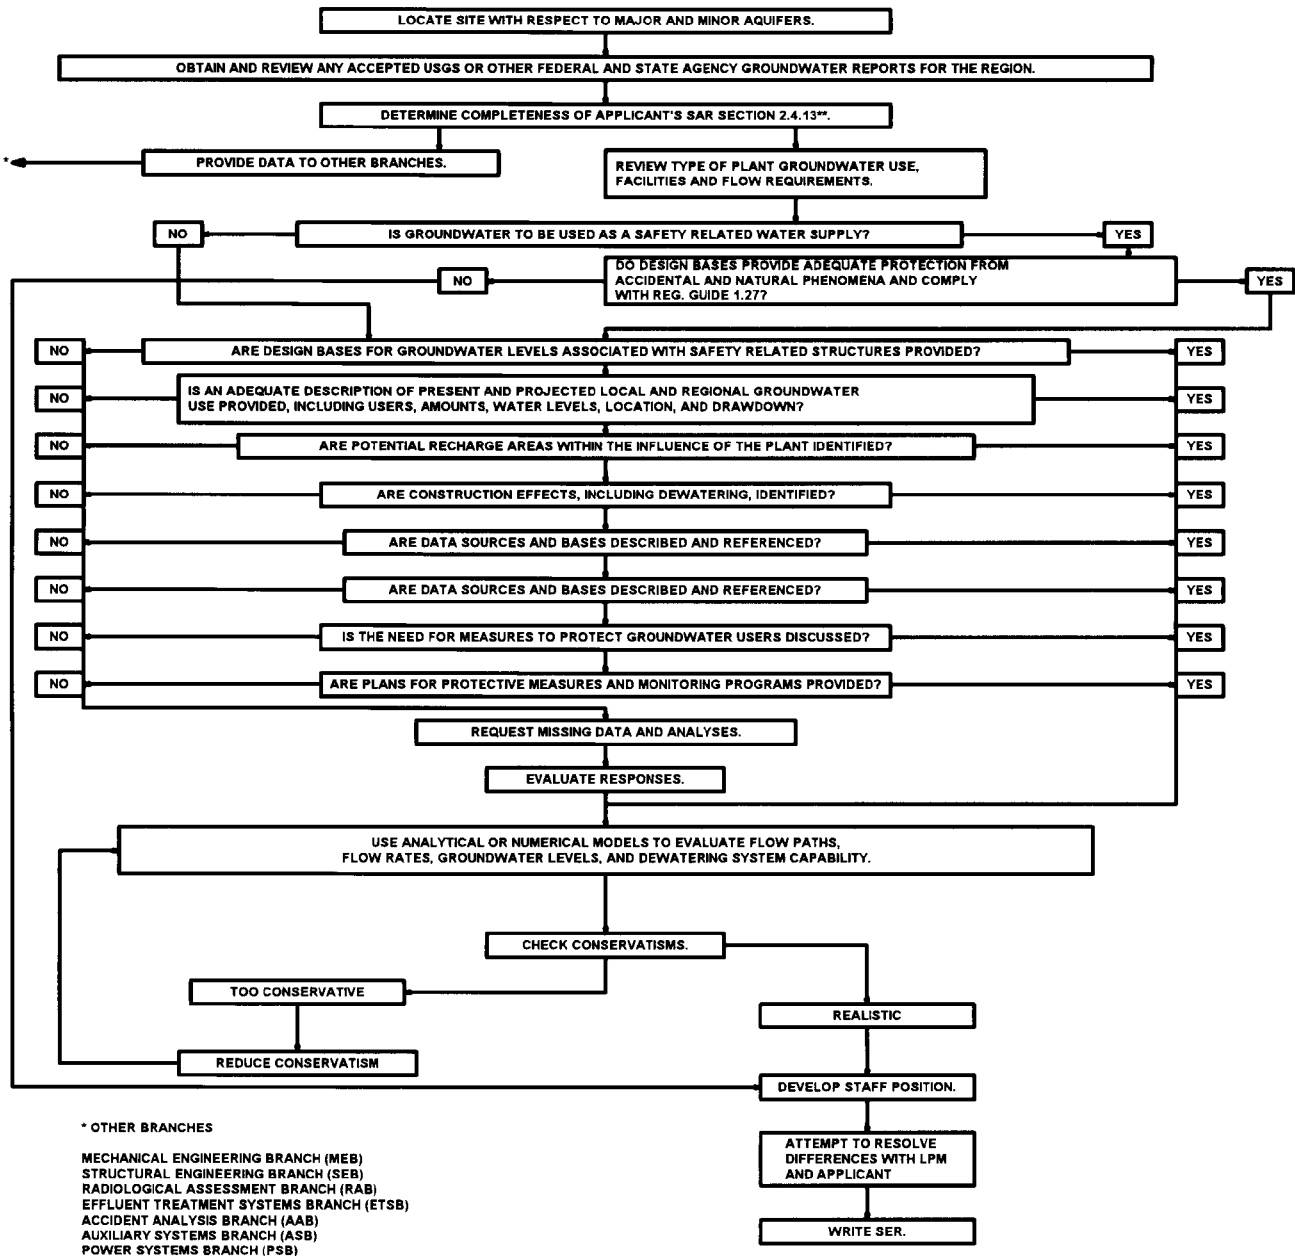 LOCATE SITE WITH RESPECT TO MAJOR AND MINOR AQUIFERS.
OBTAIN AND REVIEW ANY ACCEPTED USGS OR OTHER FEDERAL AND STATE AGENCY GROUNDWATER REPORTS FOR THE REGION.
DETERMINE COMPLETENESS OF APPLICANT'S SAR SECTION 2.4.13**.
*
PROVIDE DATA TO OTHER BRANCHES.
REVIEW TYPE OF PLANT GROUNDWATER USE,
FACILITIES AND FLOW REQUIREMENTS.
NO
IS GROUNDWATER TO BE USED AS A SAFETY RELATED WATER SUPPLY?
YES
NO
DO DESIGN BASES PROVIDE ADEQUATE PROTECTION FROM
ACCIDENTAL AND NATURAL PHENOMENA AND COMPLY
WITH REG. GUIDE 1.27?
YES
NO
ARE DESIGN BASES FOR GROUNDWATER LEVELS ASSOCIATED WITH SAFETY RELATED STRUCTURES PROVIDED?
YES
NO
IS AN ADEQUATE DESCRIPTION OF PRESENT AND PROJECTED LOCAL AND REGIONAL GROUNDWATER
USE PROVIDED, INCLUDING USERS, AMOUNTS, WATER LEVELS, LOCATION, AND DRAWDOWN?
YES
NO
ARE POTENTIAL RECHARGE AREAS WITHIN THE INFLUENCE OF THE PLANT IDENTIFIED?
YES
NO
ARE CONSTRUCTION EFFECTS, INCLUDING DEWATERING, IDENTIFIED?
YES
NO
ARE DATA SOURCES AND BASES DESCRIBED AND REFERENCED?
YES
NO
ARE DATA SOURCES AND BASES DESCRIBED AND REFERENCED?
YES
NO
IS THE NEED FOR MEASURES TO PROTECT GROUNDWATER USERS DISCUSSED?
YES
NO
ARE PLANS FOR PROTECTIVE MEASURES AND MONITORING PROGRAMS PROVIDED?
YES
REQUEST MISSING DATA AND ANALYSES.
EVALUATE RESPONSES.
USE ANALYTICAL OR NUMERICAL MODELS TO EVALUATE FLOW PATHS,
FLOW RATES, GROUNDWATER LEVELS, AND DEWATERING SYSTEM CAPABILITY.
CHECK CONSERVATISMS.
TOO CONSERVATIVE
REALISTIC
REDUCE CONSERVATISM
DEVELOP STAFF POSITION.
ATTEMPT TO RESOLVE
DIFFERENCES WITH LPM
AND APPLICANT
WRITE SER.
* OTHER BRANCHES
MECHANICAL ENGINEERING BRANCH (MEB)
STRUCTURAL ENGINEERING BRANCH (SEB)
RADIOLOGICAL ASSESSMENT BRANCH (RAB)
EFFLUENT TREATMENT SYSTEMS BRANCH (ETSB)
ACCIDENT ANALYSIS BRANCH (AAB)
AUXILIARY SYSTEMS BRANCH (ASB)
POWER SYSTEMS BRANCH (PSB)